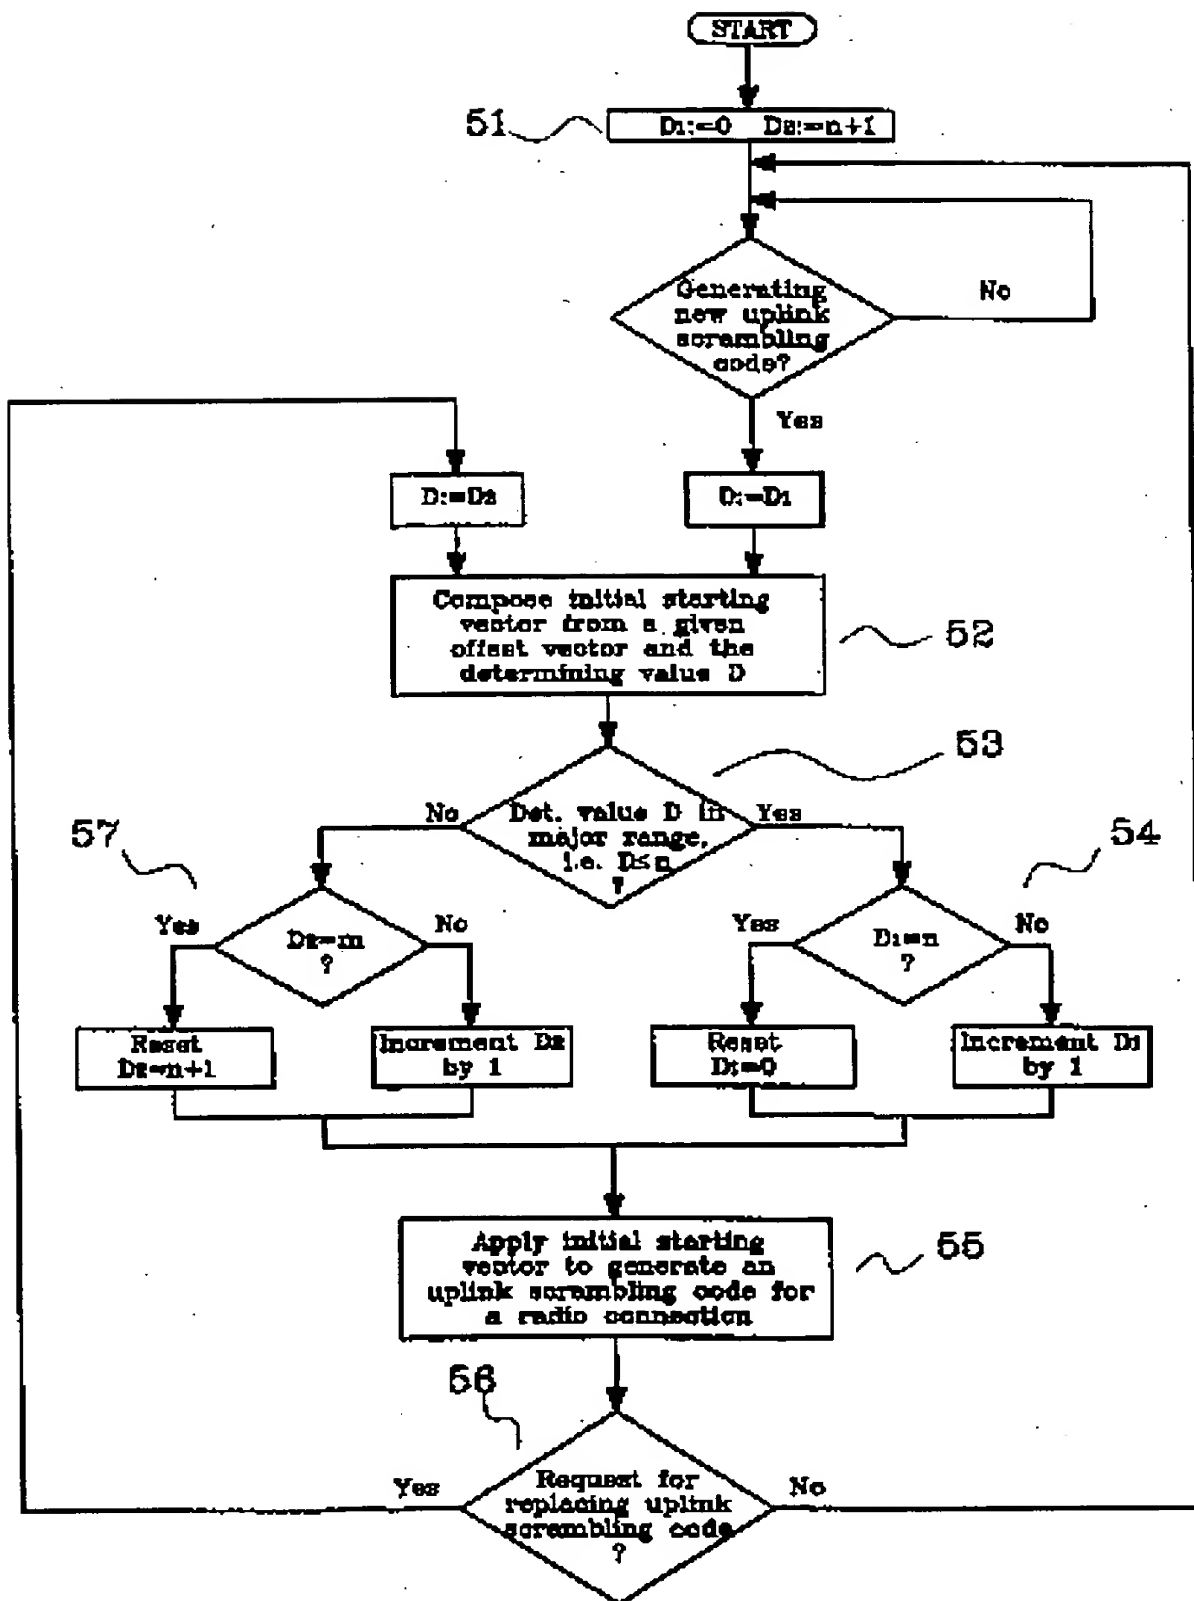 START
51
D1:=0 D2:=n+1
Generating
new uplink
scrambling
code?
No
Yes
D:=D2
D:=D1
Compose initial starting
vector from a given
offset vector and the
determining value D
52
53
No
Det. value D in
major range,
i.e. D≤n
?
Yes
57
54
Yes
D2=m
?
No
Yes
D1=n
?
No
Reset
D2=n+1
Increment D2
by 1
Reset
D1=0
Increment D1
by 1
Apply initial starting
vector to generate an
uplink scrambling code for
a radio connection
55
56
Yes
Request for
replacing uplink
scrambling code
?
No